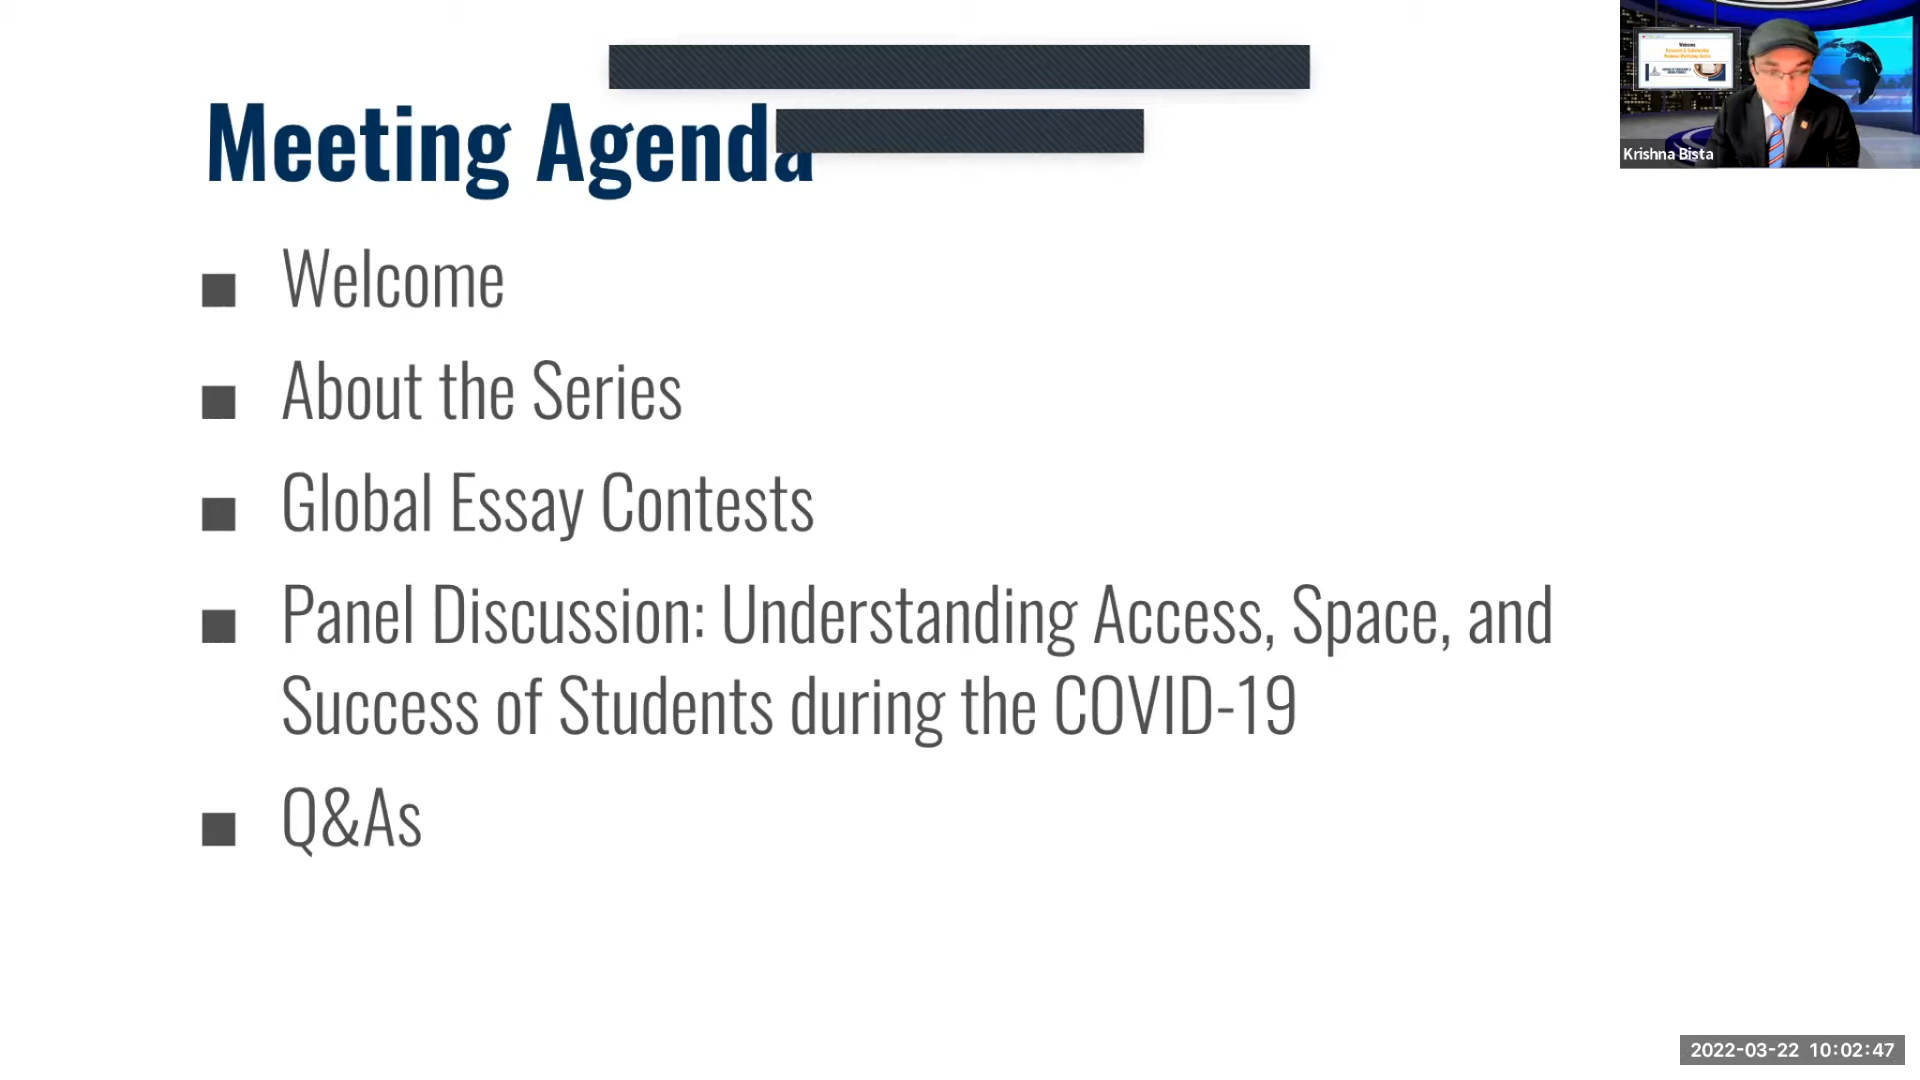 Meeting Agenda
Welcome
Krishna Bista
■ Welcome
■ About the Series
■ Global Essay Contests
■ Panel Discussion: Understanding Access, Space, and
Success of Students during the COVID-19
■ Q&As
2022-03-22 10:02:47